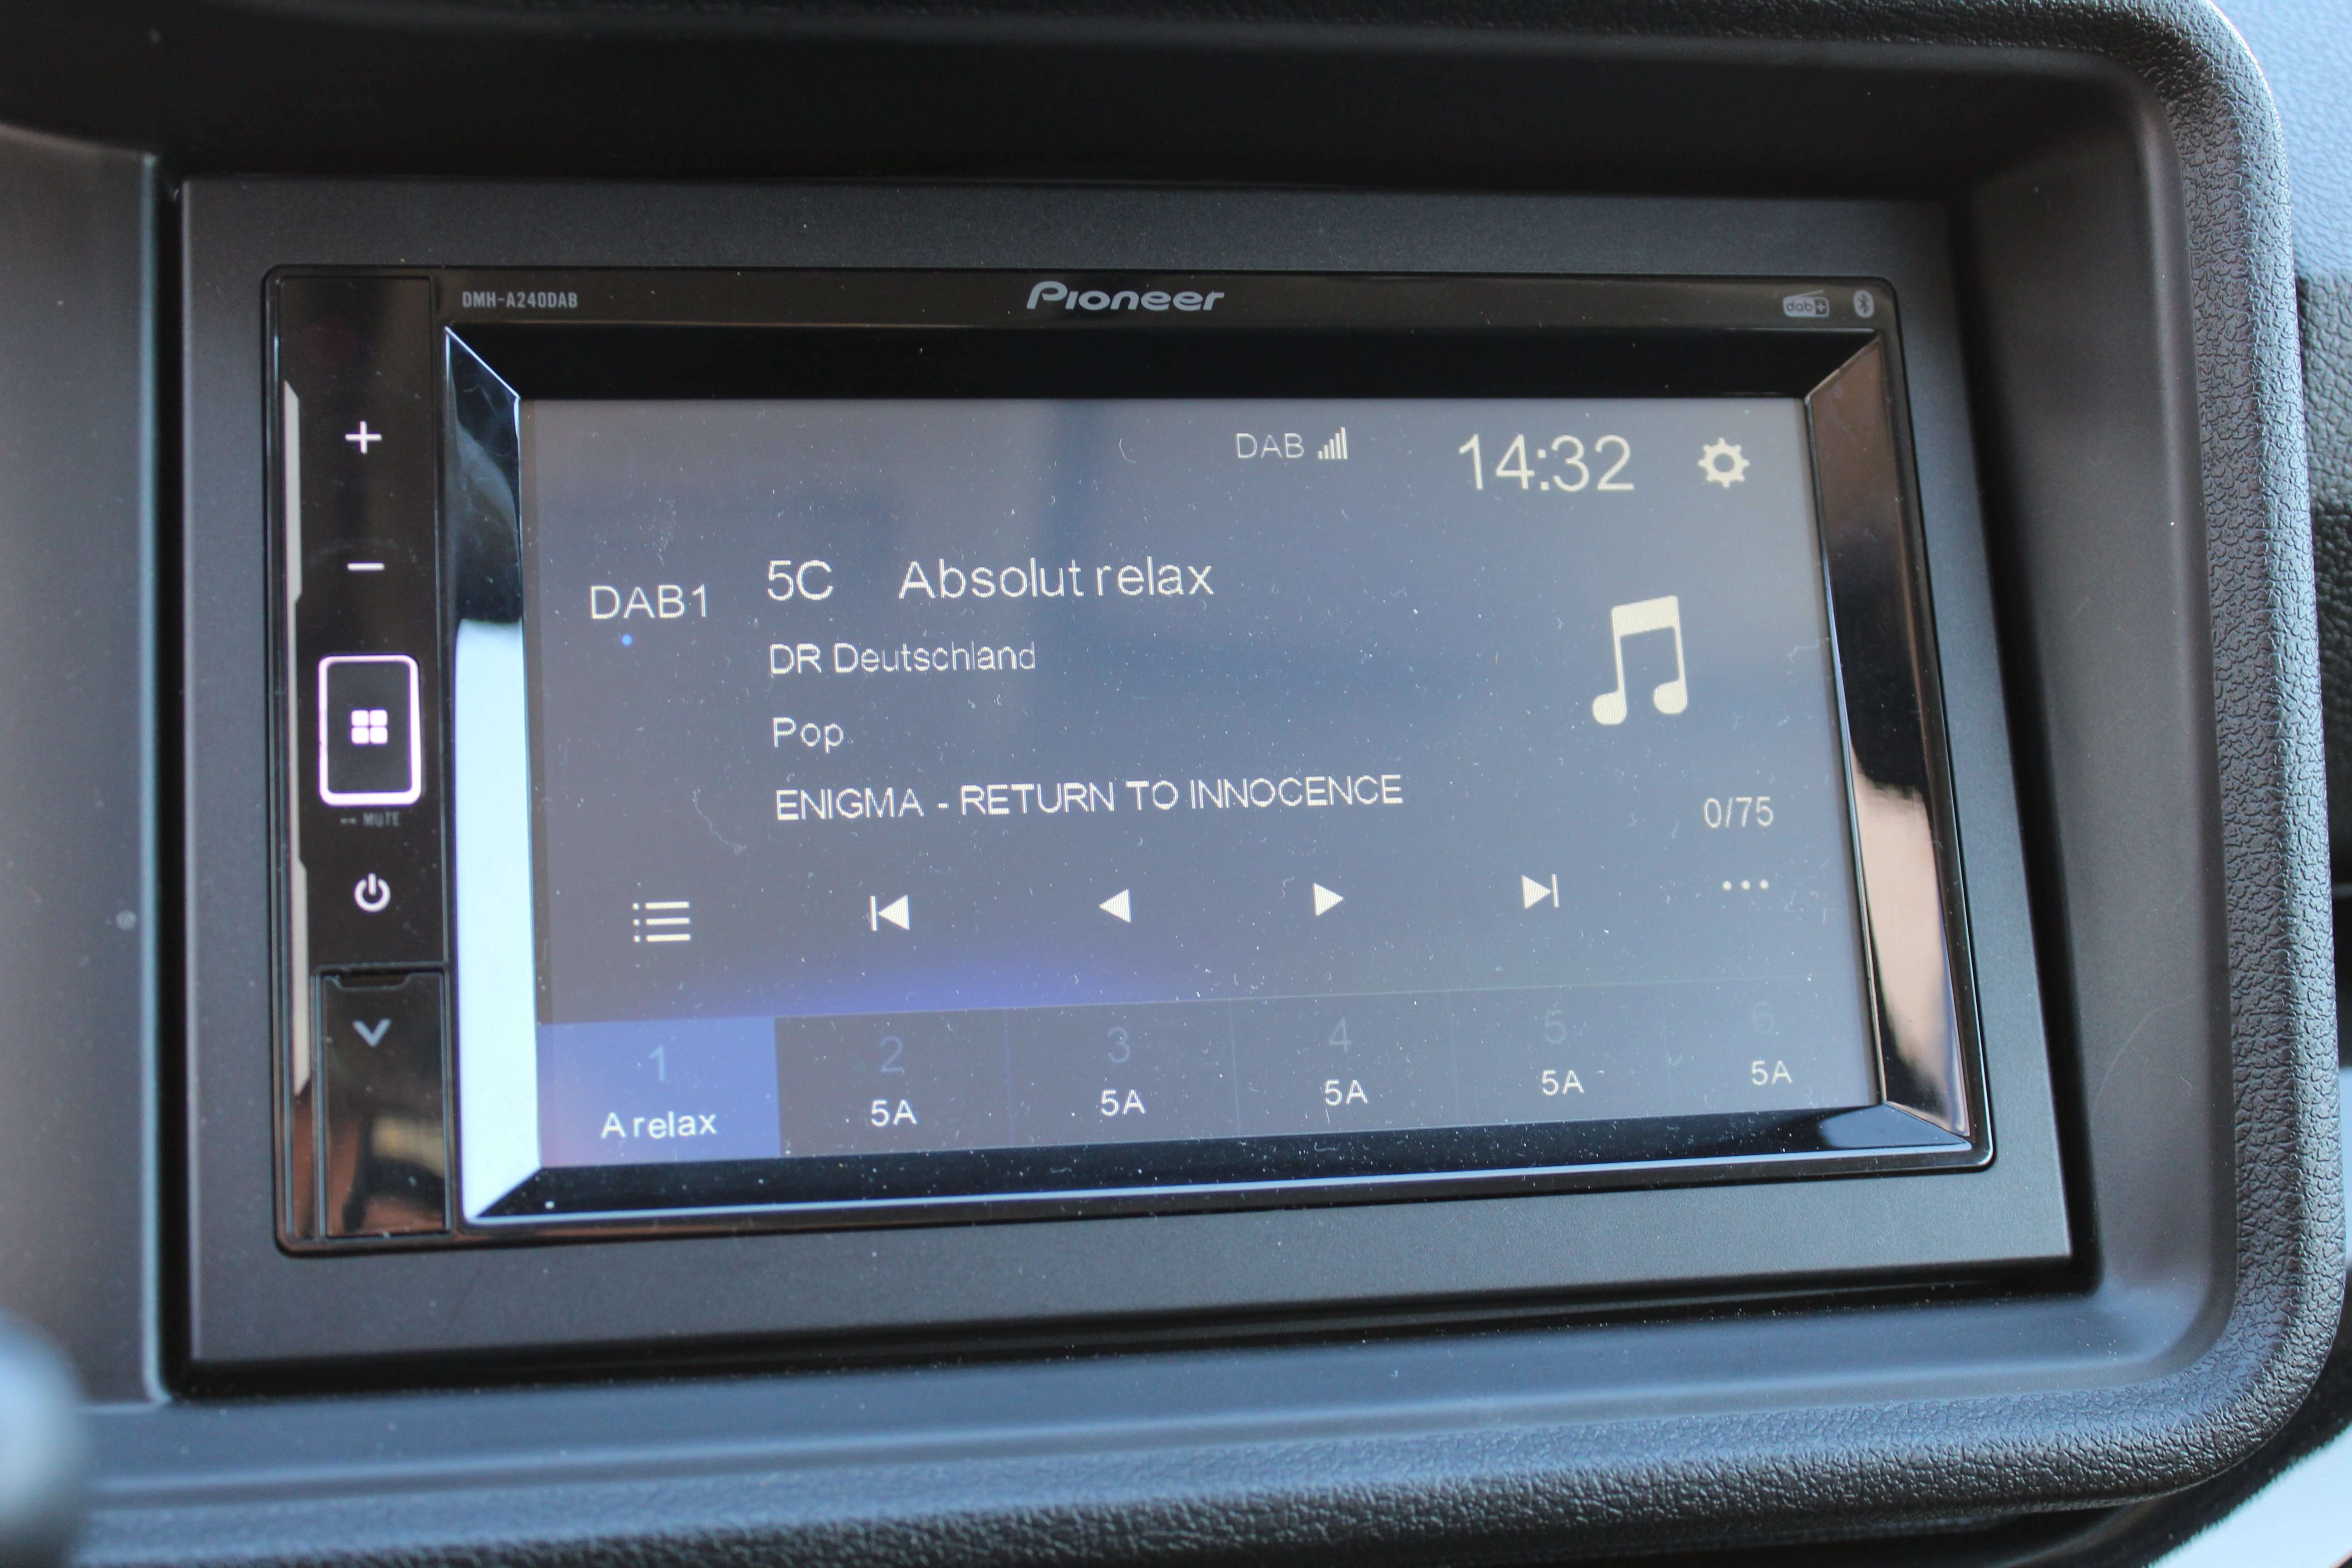 DMH-A240DAB
Pioneer
dab+
DAB
14:32
DAB1
5C Absolut relax
DR Deutschland
Pop
ENIGMA - RETURN TO INNOCENCE
0/75
MUTE
1 2 3 4 5 6
A relax 5A 5A 5A 5A 5A